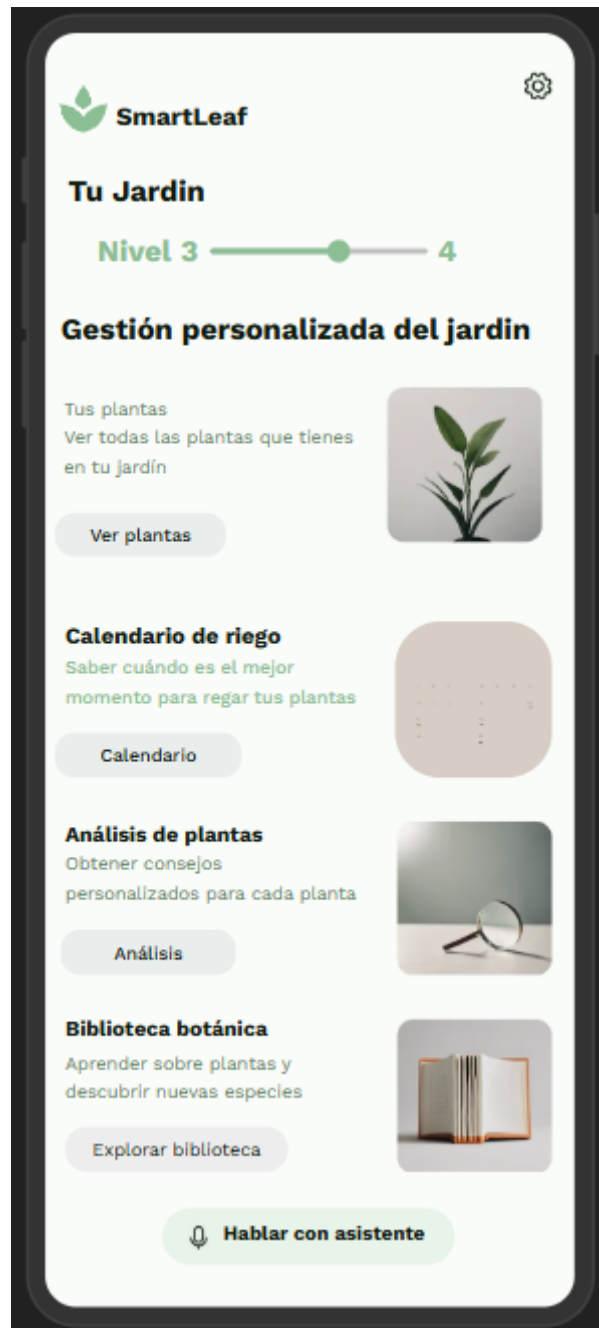 SmartLeaf
Tu Jardin
Nivel 3 4
Gestión personalizada del jardin
Tus plantas
Ver todas las plantas que tienes
en tu jardín
Ver plantas
Calendario de riego
Saber cuándo es el mejor
momento para regar tus plantas
Calendario
Análisis de plantas
Obtener consejos
personalizados para cada planta
Análisis
Biblioteca botánica
Aprender sobre plantas y
descubrir nuevas especies
Explorar biblioteca
Hablar con asistente